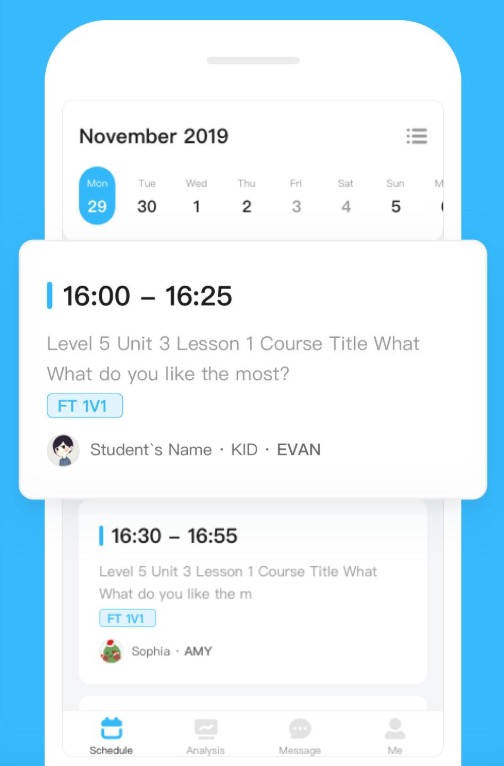 November 2019
Mon Tue Wed Thu Fri Sat Sun M
29 30 1 2 3 4 5
16:00 – 16:25
Level 5 Unit 3 Lesson 1 Course Title What
What do you like the most?
FT 1V1
Student`s Name · KID · EVAN
16:30 – 16:55
Level 5 Unit 3 Lesson 1 Course Title What
What do you like the m
FT 1V1
Sophia · AMY
Schedule Analysis Message Me